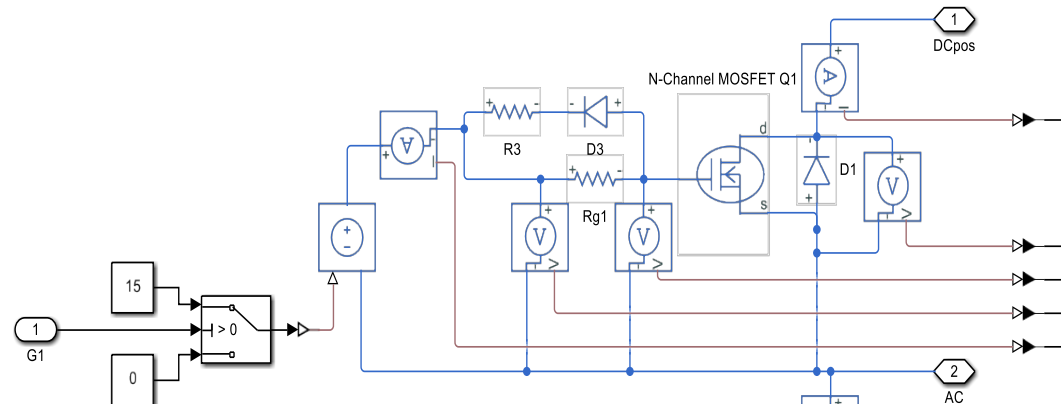 1
DCpos
N-Channel MOSFET Q1
A
+
-
I
+
-
-
+
R3
D3
d
A
+
-
I
D1
-
+
V
+
-
V
+
-
Rg1
s
V
+
-
V
V
+
-
V
+
-
15
1
G1
> 0
0
2
AC
+